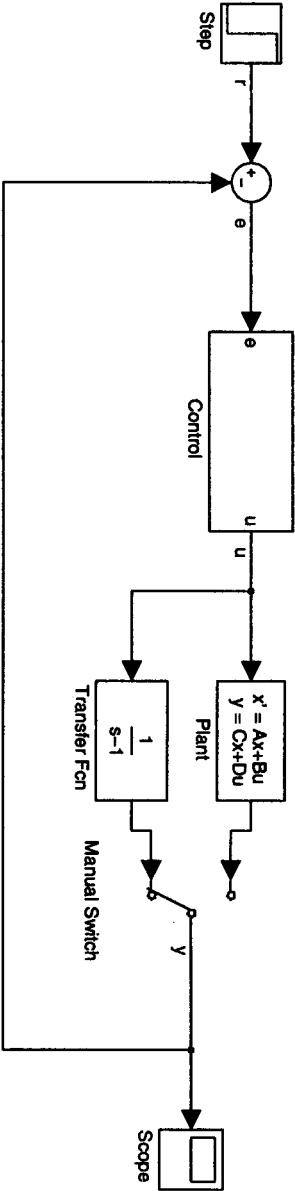 Step
r
+
−
e
e
Control
u
u
x' = Ax+Bu
y = Cx+Du
Plant
1
s−1
Transfer Fcn
Manual Switch
y
Scope